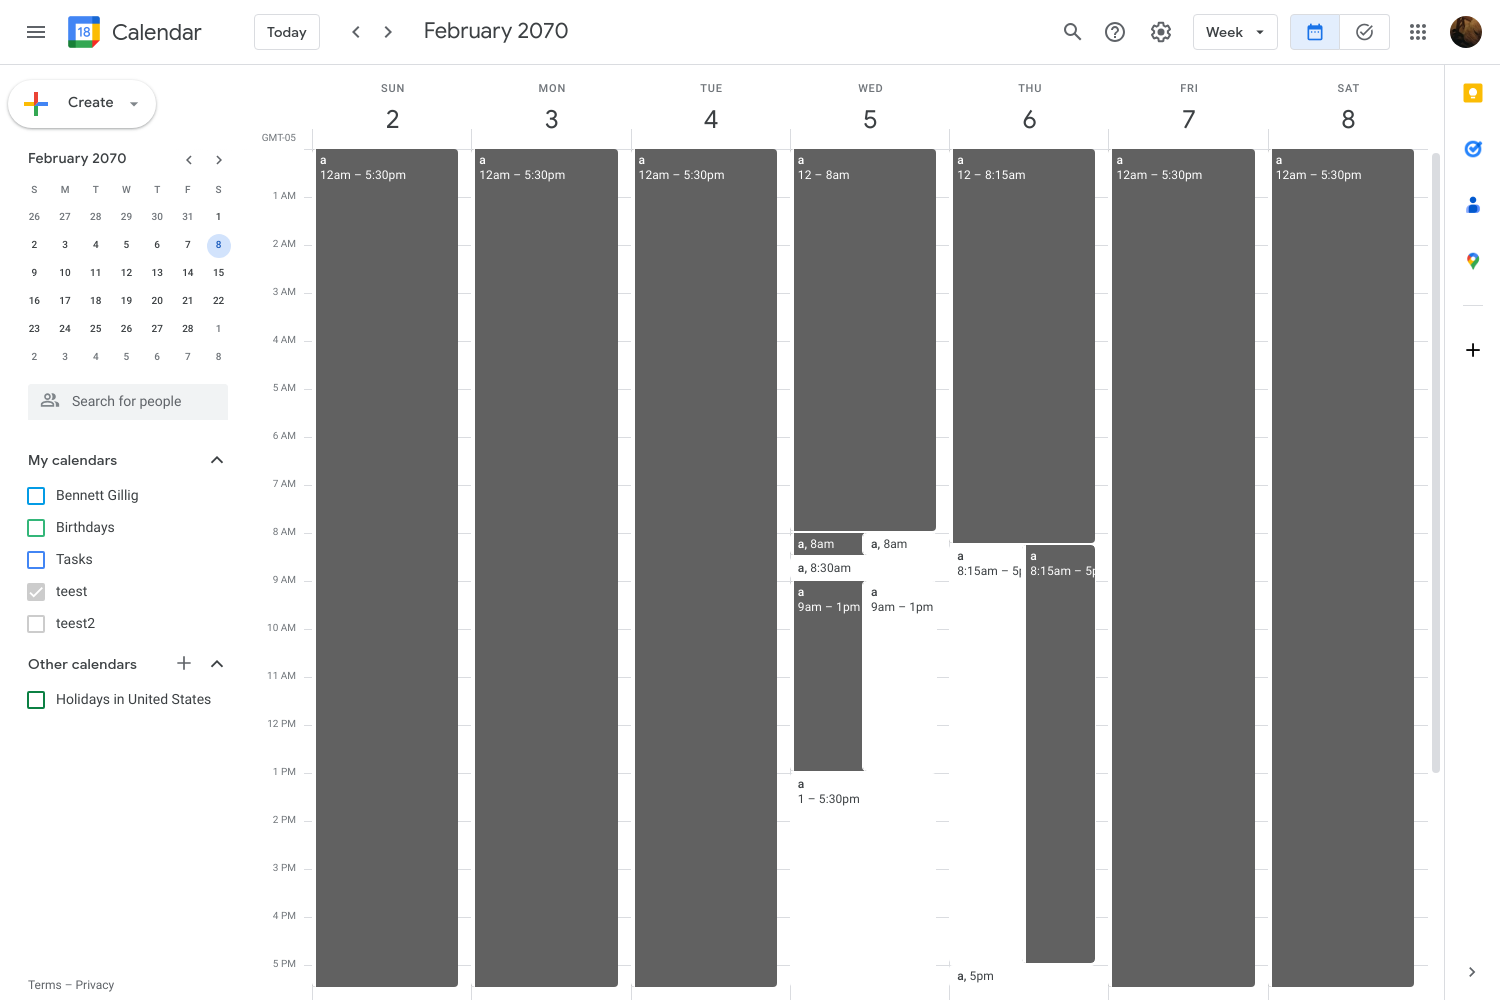 18 Calendar
Today
February 2070
Week
Create
February 2070
S M T W T F S
26 27 28 29 30 31 1
2 3 4 5 6 7 8
9 10 11 12 13 14 15
16 17 18 19 20 21 22
23 24 25 26 27 28 1
2 3 4 5 6 7 8
Search for people
My calendars
Bennett Gillig
Birthdays
Tasks
teest
teest2
Other calendars
Holidays in United States
Terms – Privacy
SUN MON TUE WED THU FRI SAT
2 3 4 5 6 7 8
GMT-05
1 AM
2 AM
3 AM
4 AM
5 AM
6 AM
7 AM
8 AM
9 AM
10 AM
11 AM
12 PM
1 PM
2 PM
3 PM
4 PM
5 PM
a
12am – 5:30pm
a
12am – 5:30pm
a
12am – 5:30pm
a
12 – 8am
a, 8am
a, 8am
a, 8:30am
a
9am – 1pm
a
9am – 1pm
a
1 – 5:30pm
a
12 – 8:15am
a
8:15am – 5p
a
8:15am – 5p
a, 5pm
a
12am – 5:30pm
a
12am – 5:30pm